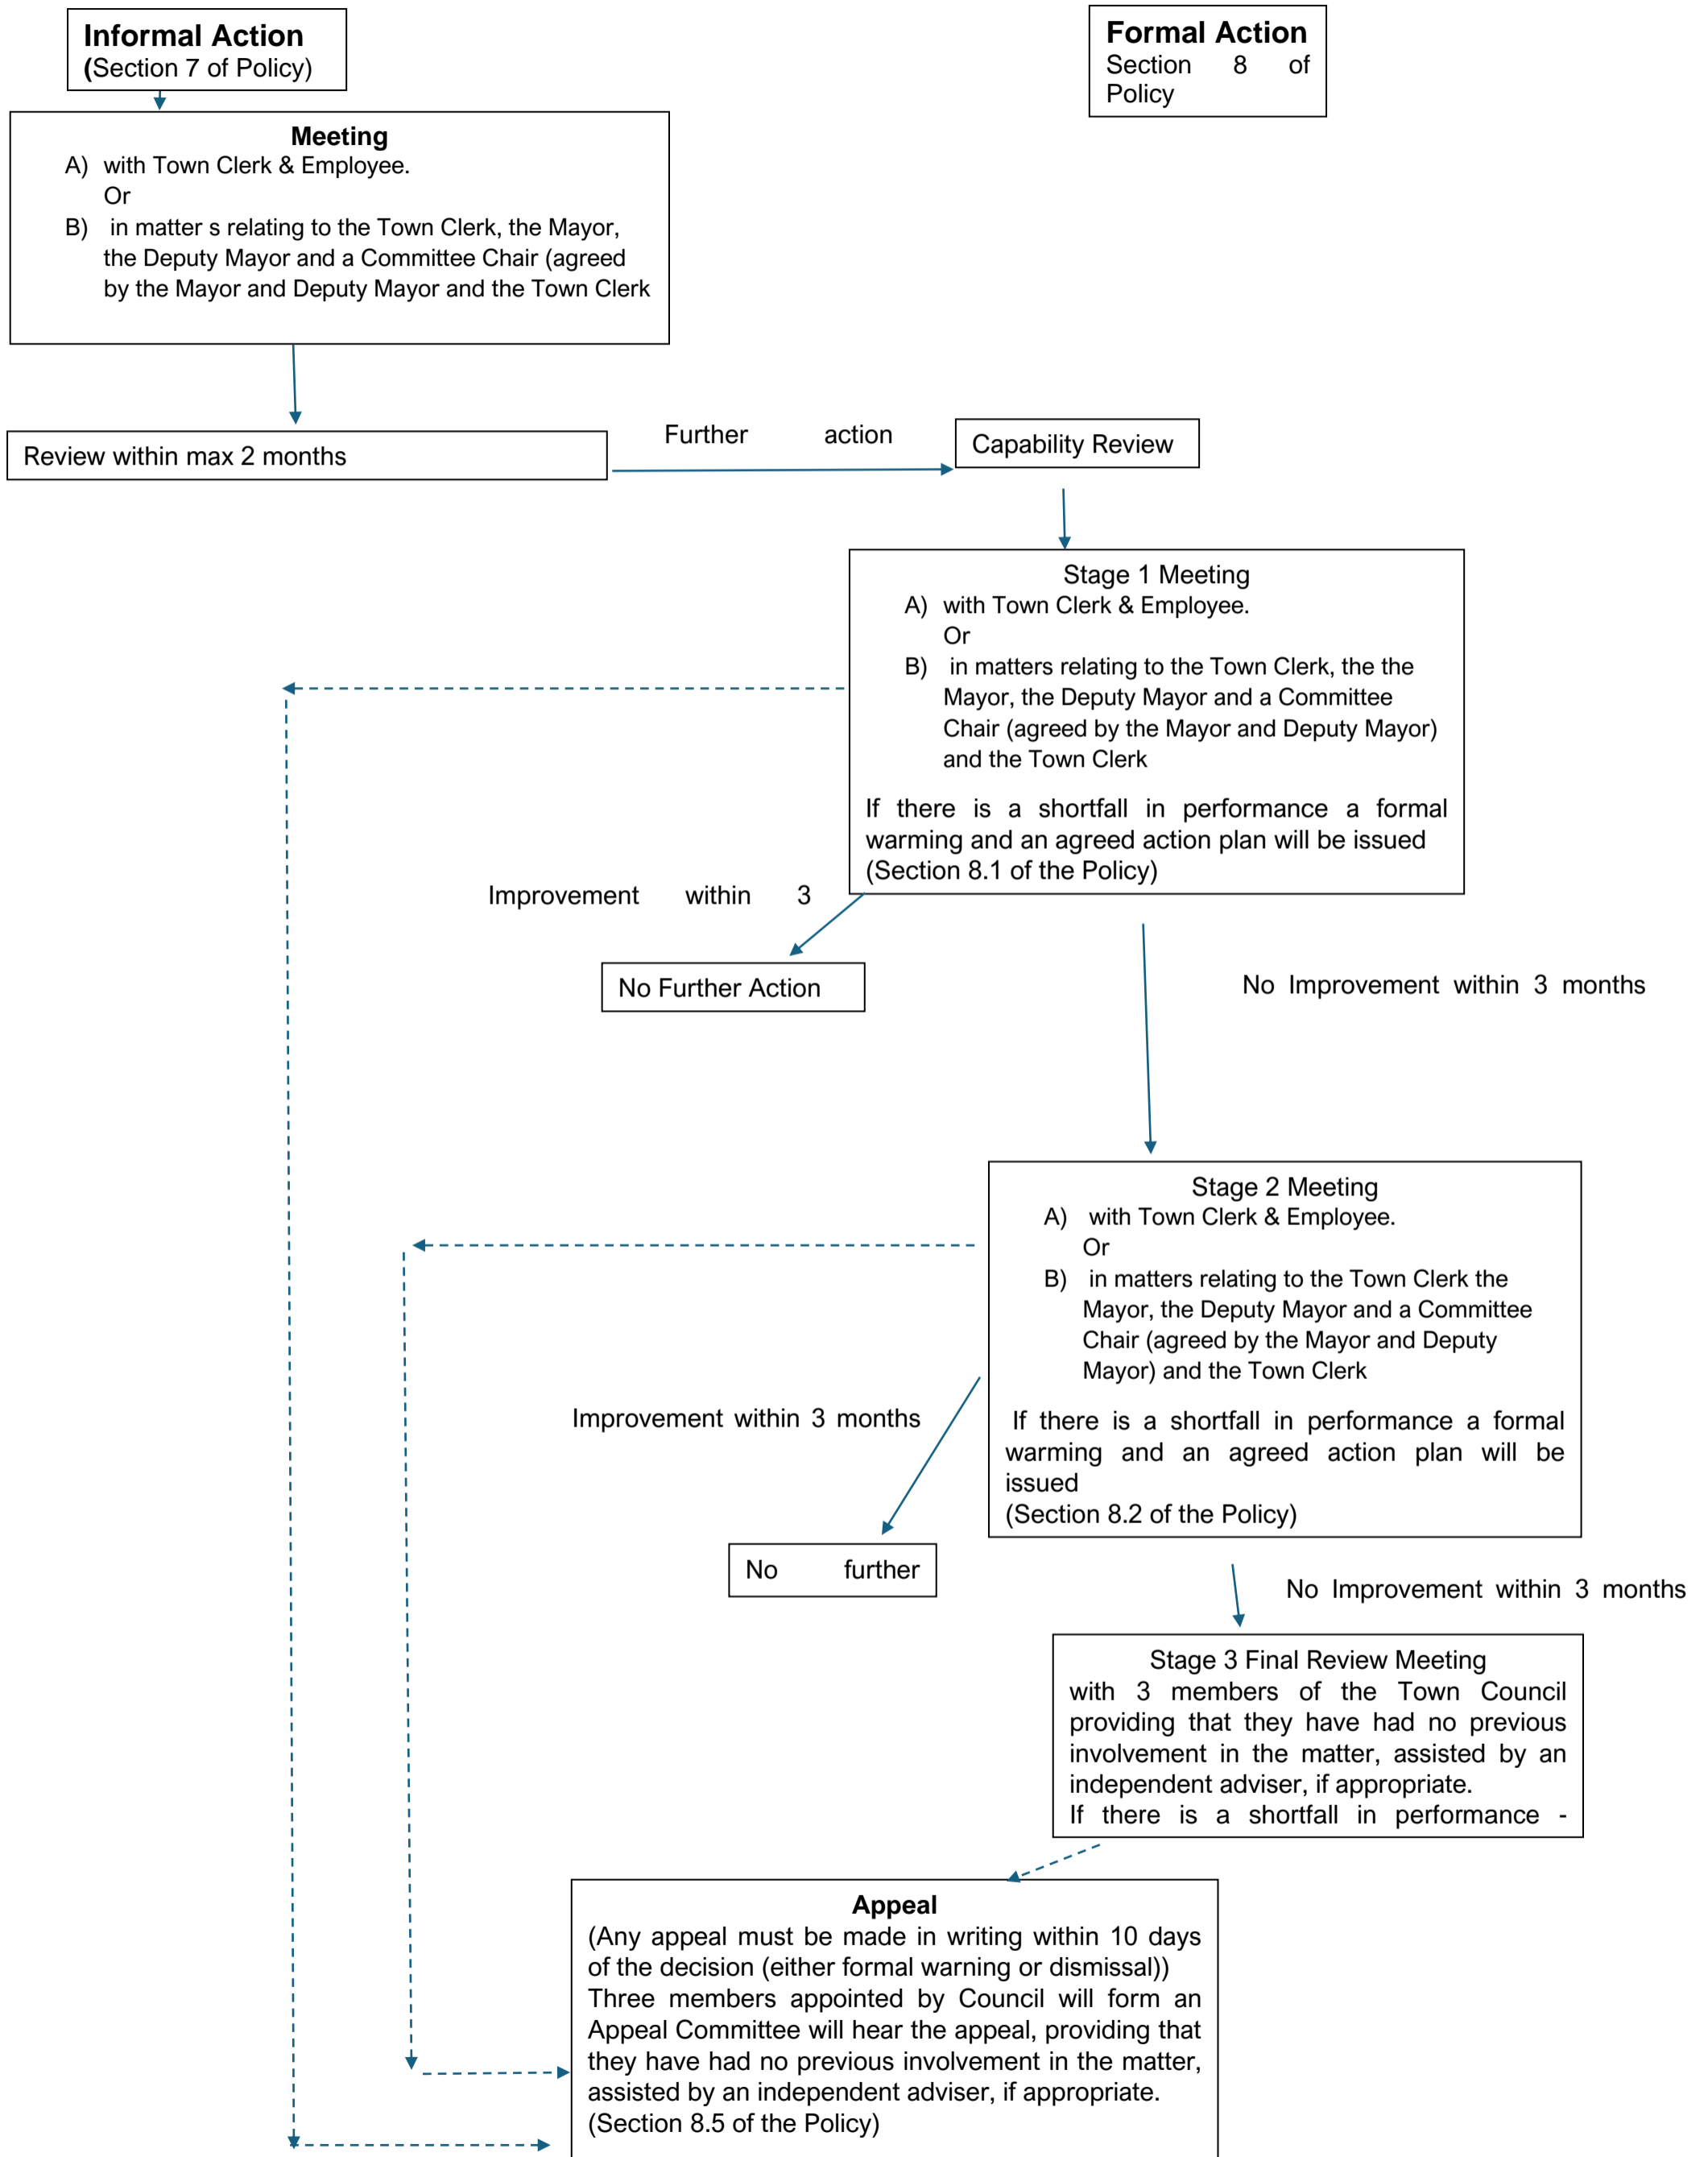 Informal Action
(Section 7 of Policy)
Formal Action
Section 8 of
Policy
Meeting
A) with Town Clerk & Employee.
Or
B) in matter s relating to the Town Clerk, the Mayor,
the Deputy Mayor and a Committee Chair (agreed
by the Mayor and Deputy Mayor and the Town Clerk
Review within max 2 months
Further action
Capability Review
Stage 1 Meeting
A) with Town Clerk & Employee.
Or
B) in matters relating to the Town Clerk, the the
Mayor, the Deputy Mayor and a Committee
Chair (agreed by the Mayor and Deputy Mayor)
and the Town Clerk
If there is a shortfall in performance a formal
warming and an agreed action plan will be issued
(Section 8.1 of the Policy)
Improvement within 3
No Further Action
No Improvement within 3 months
Stage 2 Meeting
A) with Town Clerk & Employee.
Or
B) in matters relating to the Town Clerk the
Mayor, the Deputy Mayor and a Committee
Chair (agreed by the Mayor and Deputy
Mayor) and the Town Clerk
If there is a shortfall in performance a formal
warming and an agreed action plan will be
issued
(Section 8.2 of the Policy)
Improvement within 3 months
No further
No Improvement within 3 months
Stage 3 Final Review Meeting
with 3 members of the Town Council
providing that they have had no previous
involvement in the matter, assisted by an
independent adviser, if appropriate.
If there is a shortfall in performance -
Appeal
(Any appeal must be made in writing within 10 days
of the decision (either formal warning or dismissal))
Three members appointed by Council will form an
Appeal Committee will hear the appeal, providing that
they have had no previous involvement in the matter,
assisted by an independent adviser, if appropriate.
(Section 8.5 of the Policy)